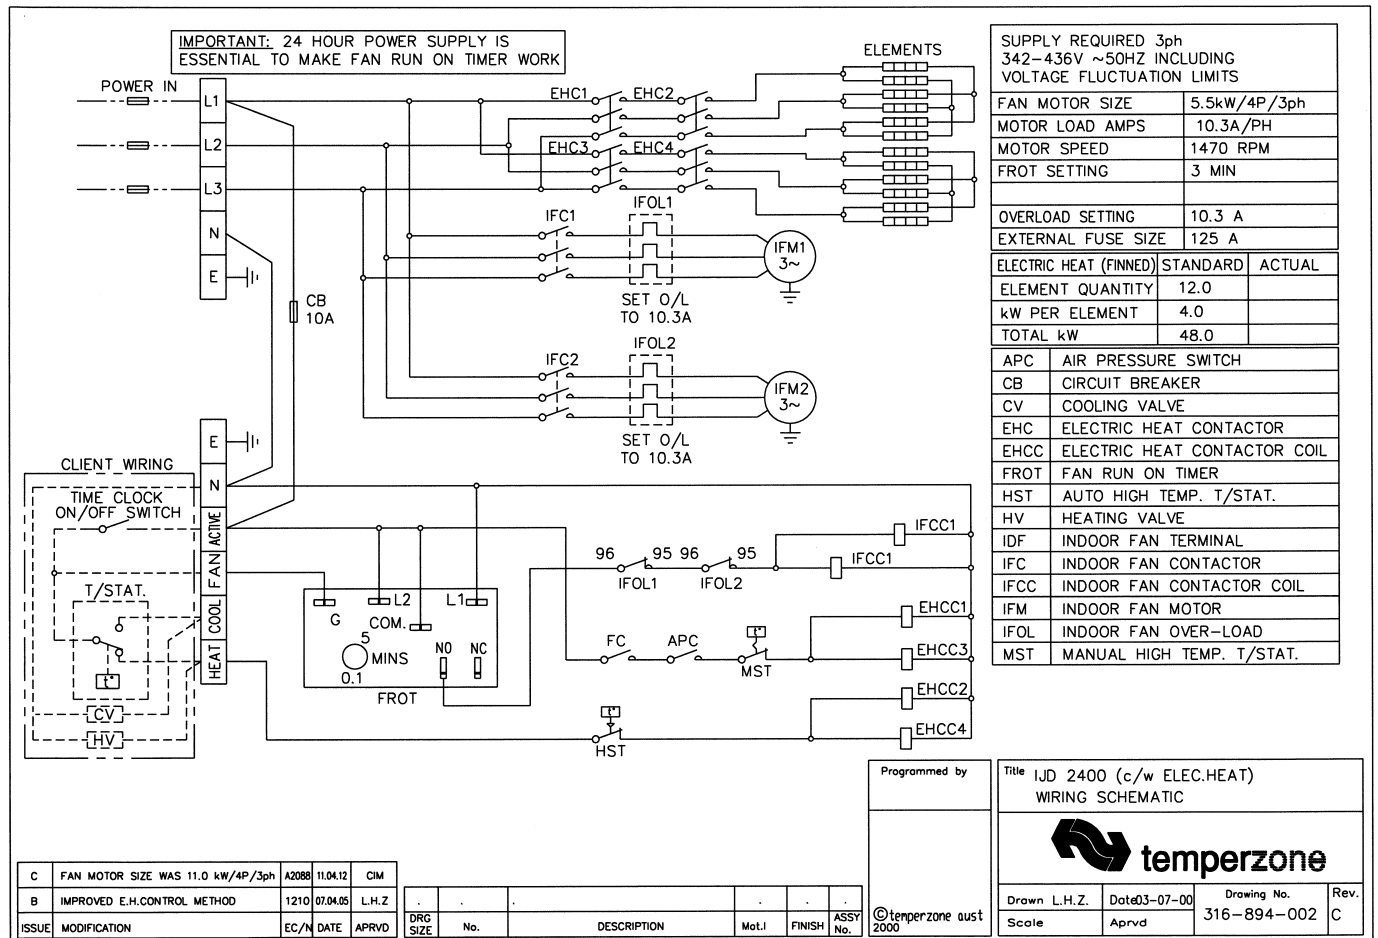 IMPORTANT: 24 HOUR POWER SUPPLY IS
ESSENTIAL TO MAKE FAN RUN ON TIMER WORK
POWER IN
L1
L2
L3
N
E
CB
10A
EHC1
EHC2
EHC3
EHC4
ELEMENTS
IFC1
IFOL1
IFM1
3~
SET O/L
TO 10.3A
IFC2
IFOL2
IFM2
3~
SET O/L
TO 10.3A
E
N
ACTIVE
FAN
COOL
HEAT
CLIENT WIRING
TIME CLOCK
ON/OFF SWITCH
T/STAT.
t°
CV
HV
G
L2
L1
COM.
5
MINS
0.1
NO
NC
FROT
96
95
96
95
IFOL1
IFOL2
IFCC1
IFCC1
FC
APC
t°
MST
EHCC1
EHCC3
EHCC2
EHCC4
t°
HST
SUPPLY REQUIRED 3ph
342-436V ~50HZ INCLUDING
VOLTAGE FLUCTUATION LIMITS
FAN MOTOR SIZE 5.5kW/4P/3ph
MOTOR LOAD AMPS 10.3A/PH
MOTOR SPEED 1470 RPM
FROT SETTING 3 MIN
OVERLOAD SETTING 10.3 A
EXTERNAL FUSE SIZE 125 A
ELECTRIC HEAT (FINNED) STANDARD ACTUAL
ELEMENT QUANTITY 12.0
kW PER ELEMENT 4.0
TOTAL kW 48.0
APC AIR PRESSURE SWITCH
CB CIRCUIT BREAKER
CV COOLING VALVE
EHC ELECTRIC HEAT CONTACTOR
EHCC ELECTRIC HEAT CONTACTOR COIL
FROT FAN RUN ON TIMER
HST AUTO HIGH TEMP. T/STAT.
HV HEATING VALVE
IDF INDOOR FAN TERMINAL
IFC INDOOR FAN CONTACTOR
IFCC INDOOR FAN CONTACTOR COIL
IFM INDOOR FAN MOTOR
IFOL INDOOR FAN OVER-LOAD
MST MANUAL HIGH TEMP. T/STAT.
Programmed by
©temperzone aust
2000
Title IJD 2400 (c/w ELEC.HEAT)
WIRING SCHEMATIC
temperzone
Drawn L.H.Z. Date03-07-00
Scale Aprvd
Drawing No.
316-894-002
Rev.
C
C FAN MOTOR SIZE WAS 11.0 kW/4P/3ph A2088 11.04.12 CIM
B IMPROVED E.H.CONTROL METHOD 1210 07.04.05 L.H.Z
ISSUE MODIFICATION EC/N DATE APRVD
DRG SIZE No. DESCRIPTION Mat.l FINISH ASSY No.